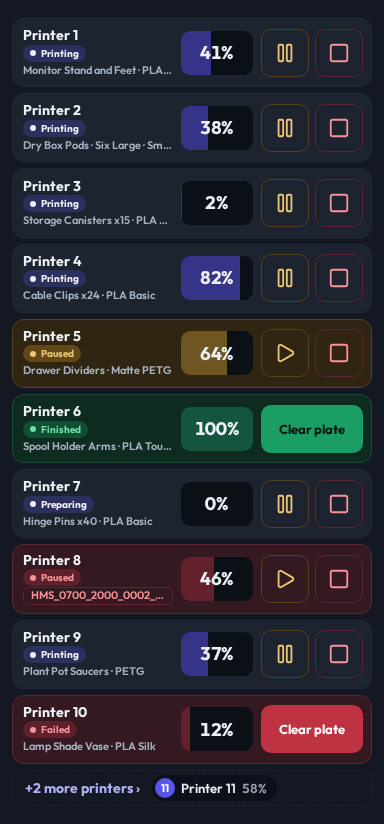 Printer 1
Printing
Monitor Stand and Feet · PLA...
41%
Printer 2
Printing
Dry Box Pods · Six Large · Sm...
38%
Printer 3
Printing
Storage Canisters x15 · PLA ...
2%
Printer 4
Printing
Cable Clips x24 · PLA Basic
82%
Printer 5
Paused
Drawer Dividers · Matte PETG
64%
Printer 6
Finished
Spool Holder Arms · PLA Tou...
100%
Clear plate
Printer 7
Preparing
Hinge Pins x40 · PLA Basic
0%
Printer 8
Paused
HMS_0700_2000_0002_...
46%
Printer 9
Printing
Plant Pot Saucers · PETG
37%
Printer 10
Failed
Lamp Shade Vase · PLA Silk
12%
Clear plate
+2 more printers › 11 Printer 11 58%